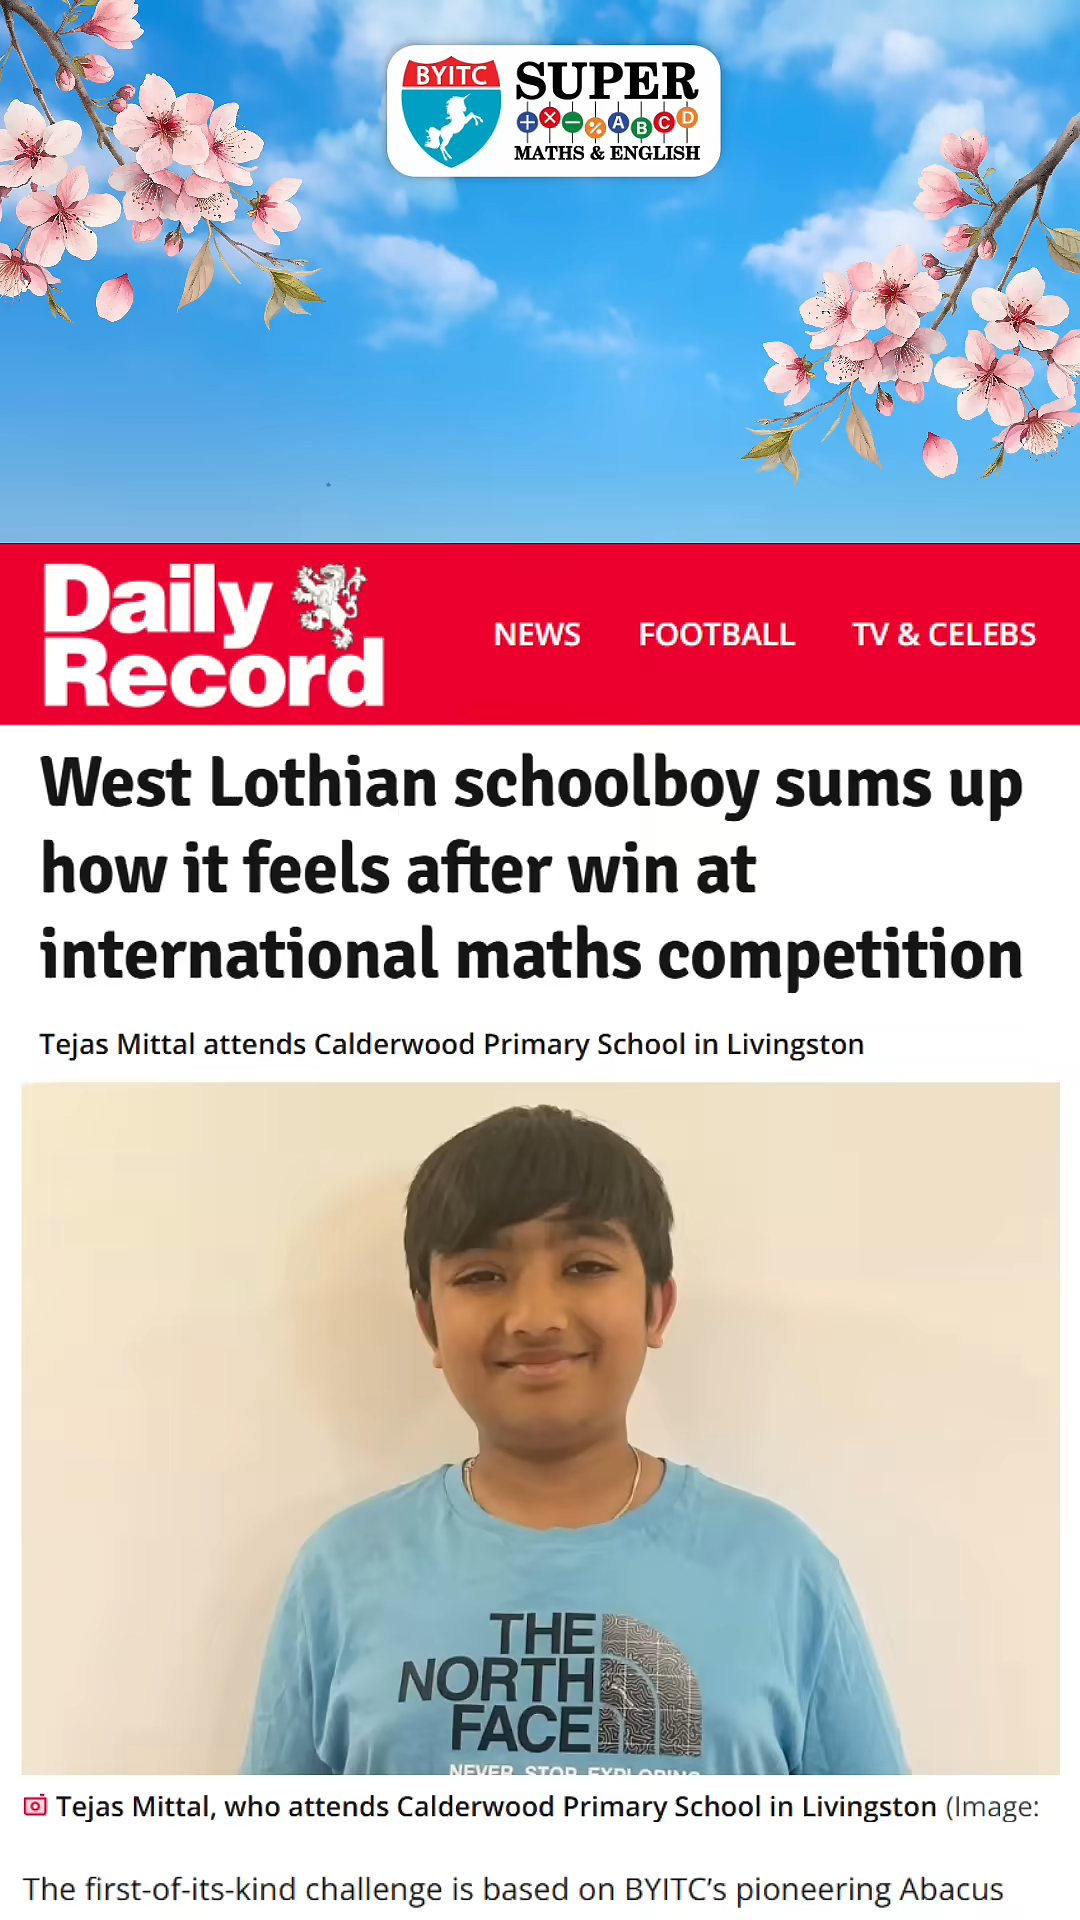 BYITC
SUPER
+ × − % A B C D
MATHS & ENGLISH
Daily
Record
NEWS FOOTBALL TV & CELEBS
West Lothian schoolboy sums up
how it feels after win at
international maths competition
Tejas Mittal attends Calderwood Primary School in Livingston
THE
NORTH
FACE
NEVER STOP EXPLORING
Tejas Mittal, who attends Calderwood Primary School in Livingston (Image:
The first-of-its-kind challenge is based on BYITC’s pioneering Abacus